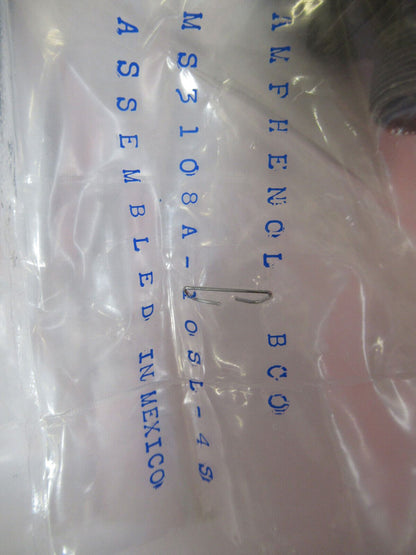 AMPHENOL BCO
MS3108A-20SL-4S
ASSEMBLED IN MEXICO